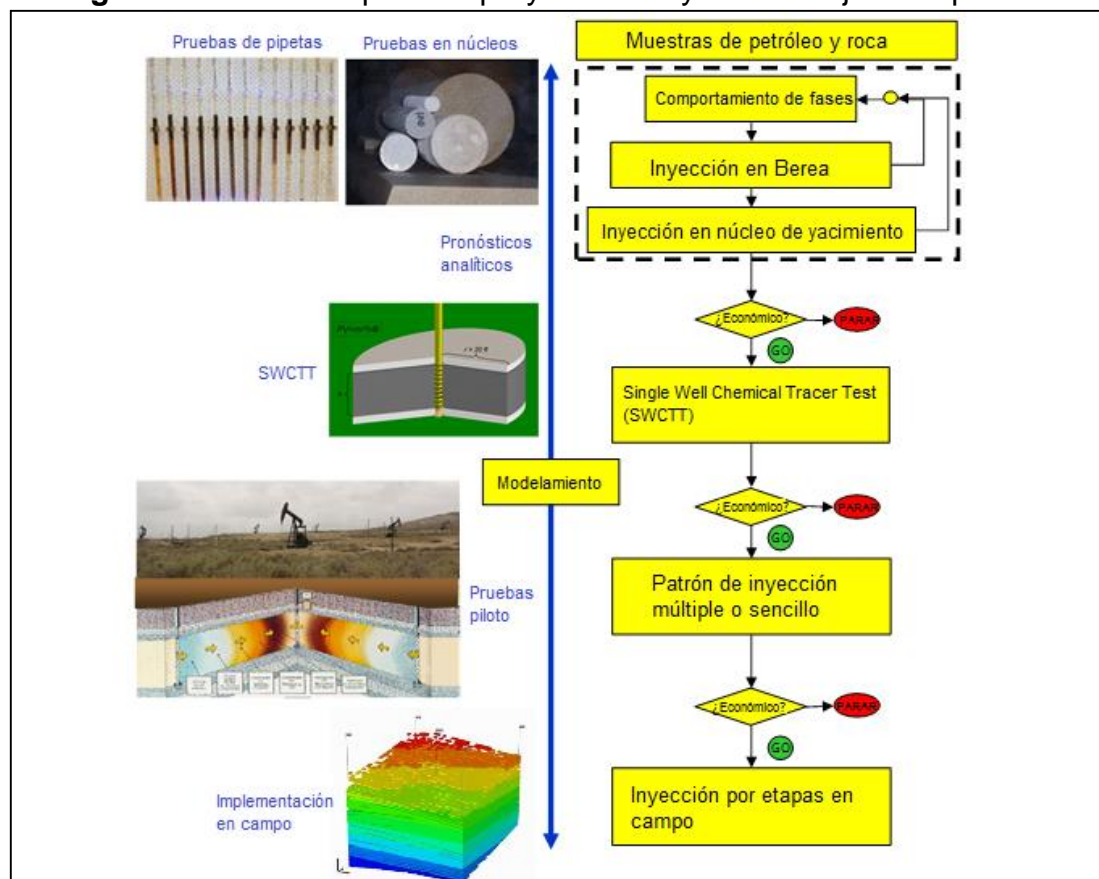 Pruebas de pipetas
Pruebas en núcleos
Muestras de petróleo y roca
Comportamiento de fases
Inyección en Berea
Inyección en núcleo de yacimiento
Pronósticos
analíticos
¿Económico?
PARAR
GO
SWCTT
Single Well Chemical Tracer Test
(SWCTT)
Modelamiento
¿Económico?
PARAR
GO
Pruebas
piloto
Patrón de inyección
múltiple o sencillo
¿Económico?
PARAR
GO
Implementación
en campo
Inyección por etapas en
campo